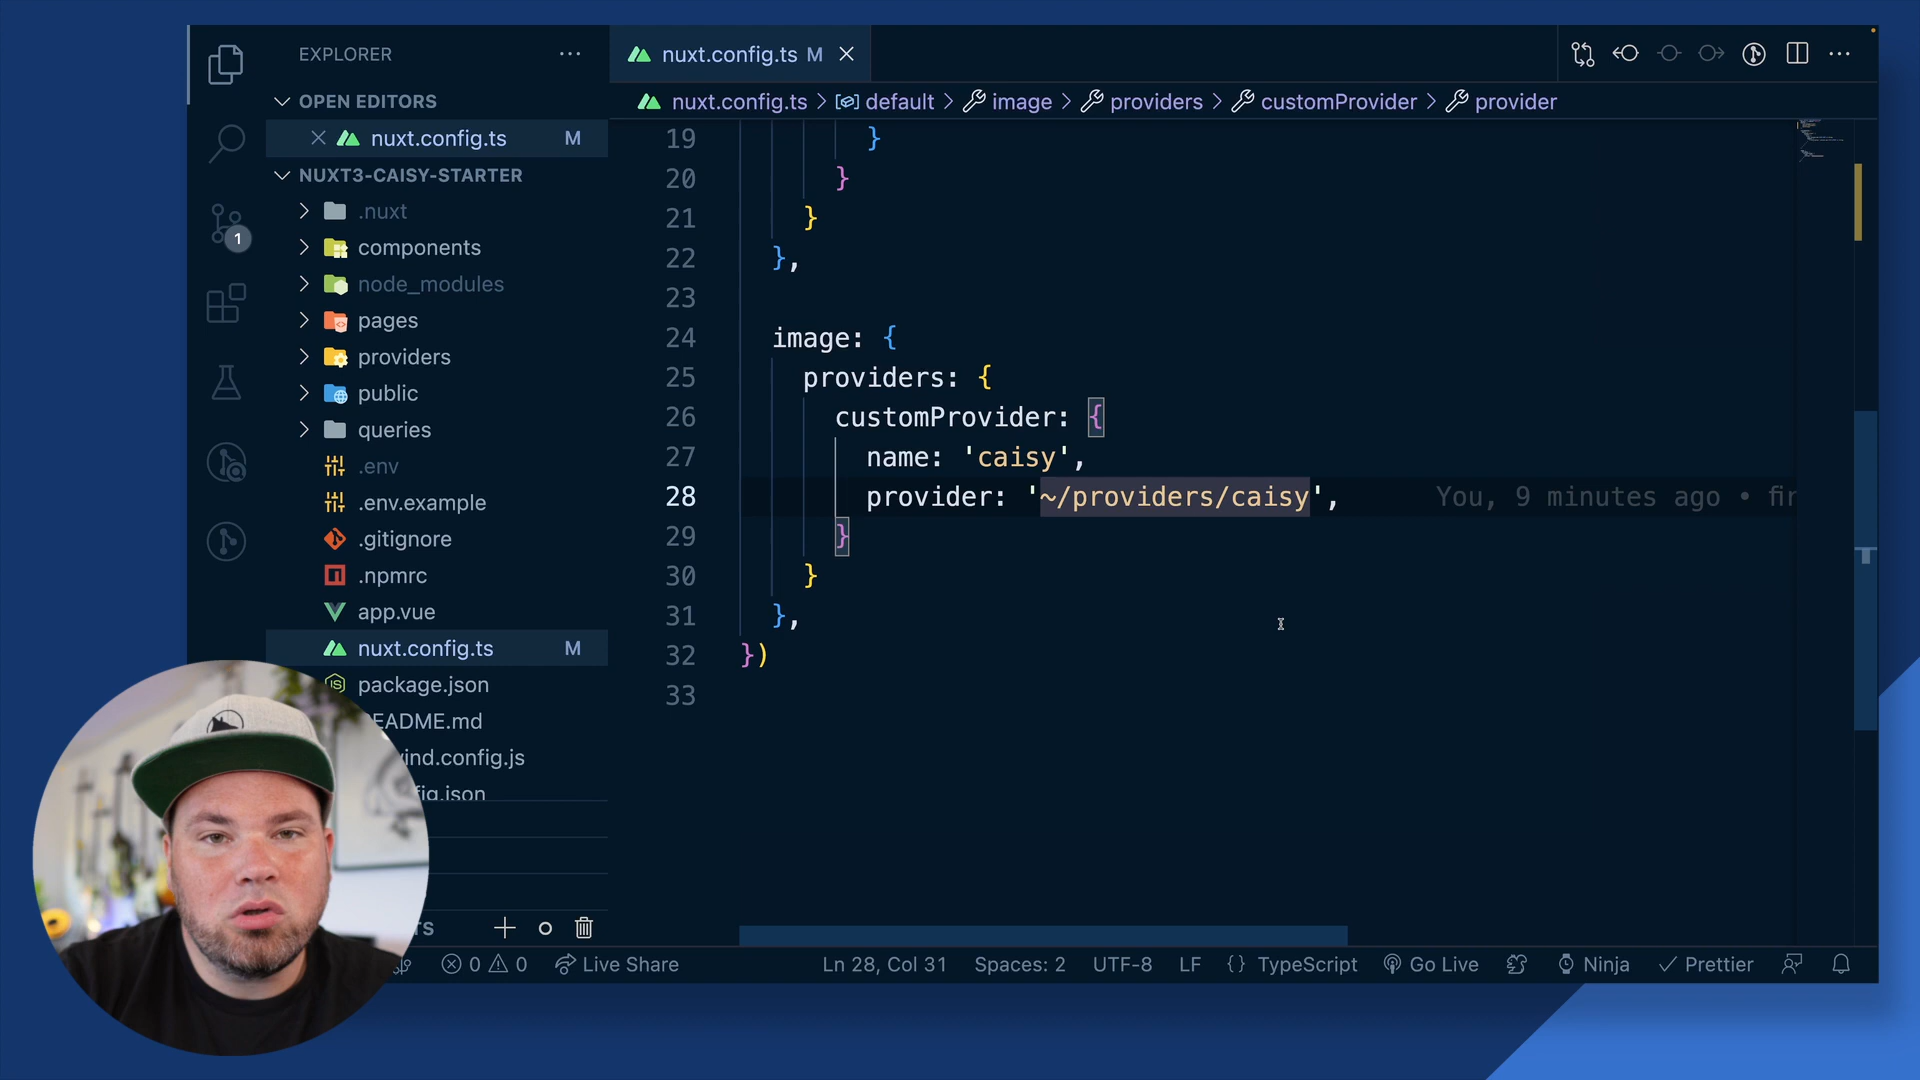 EXPLORER
OPEN EDITORS
nuxt.config.ts M
NUXT3-CAISY-STARTER
.nuxt
components
node_modules
pages
providers
public
queries
.env
.env.example
.gitignore
.npmrc
app.vue
nuxt.config.ts M
package.json
EADME.md
ind.config.js
fig.json
1
nuxt.config.ts M
nuxt.config.ts > default > image > providers > customProvider > provider
19 }
20 }
21 }
22 },
23
24 image: {
25 providers: {
26 customProvider: {
27 name: 'caisy',
28 provider: '~/providers/caisy', You, 9 minutes ago • fir
29 }
30 }
31 },
32 })
33
TS
0 0 Live Share Ln 28, Col 31 Spaces: 2 UTF-8 LF {} TypeScript Go Live Ninja Prettier